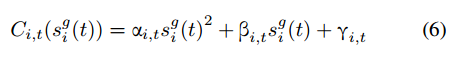 C_{i,t}(s_i^g(t)) = α_{i,t}s_i^g(t)^2 + β_{i,t}s_i^g(t) + γ_{i,t} (6)